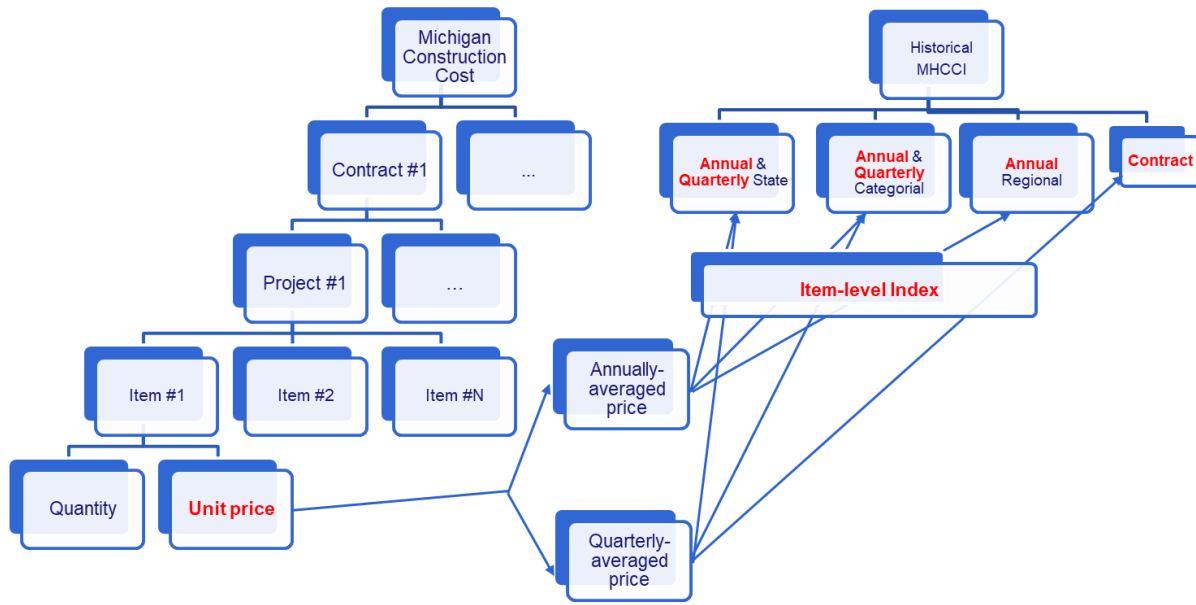 Michigan
Construction
Cost
Historical
MHCCI
Contract #1
...
Annual &
Quarterly State
Annual &
Quarterly
Categorial
Annual
Regional
Contract
Project #1
...
Item-level Index
Item #1
Item #2
Item #N
Annually-
averaged
price
Quantity
Unit price
Quarterly-
averaged
price